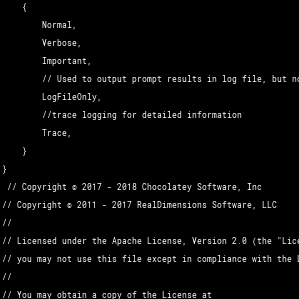 {
Normal,
Verbose,
Important,
// Used to output prompt results in log file, but
LogFileOnly,
//trace logging for detailed information
Trace,
}
}
// Copyright © 2017 - 2018 Chocolatey Software, Inc
// Copyright © 2011 - 2017 RealDimensions Software, LLC
//
// Licensed under the Apache License, Version 2.0 (the
// you may not use this file except in compliance with the
//
// You may obtain a copy of the License at